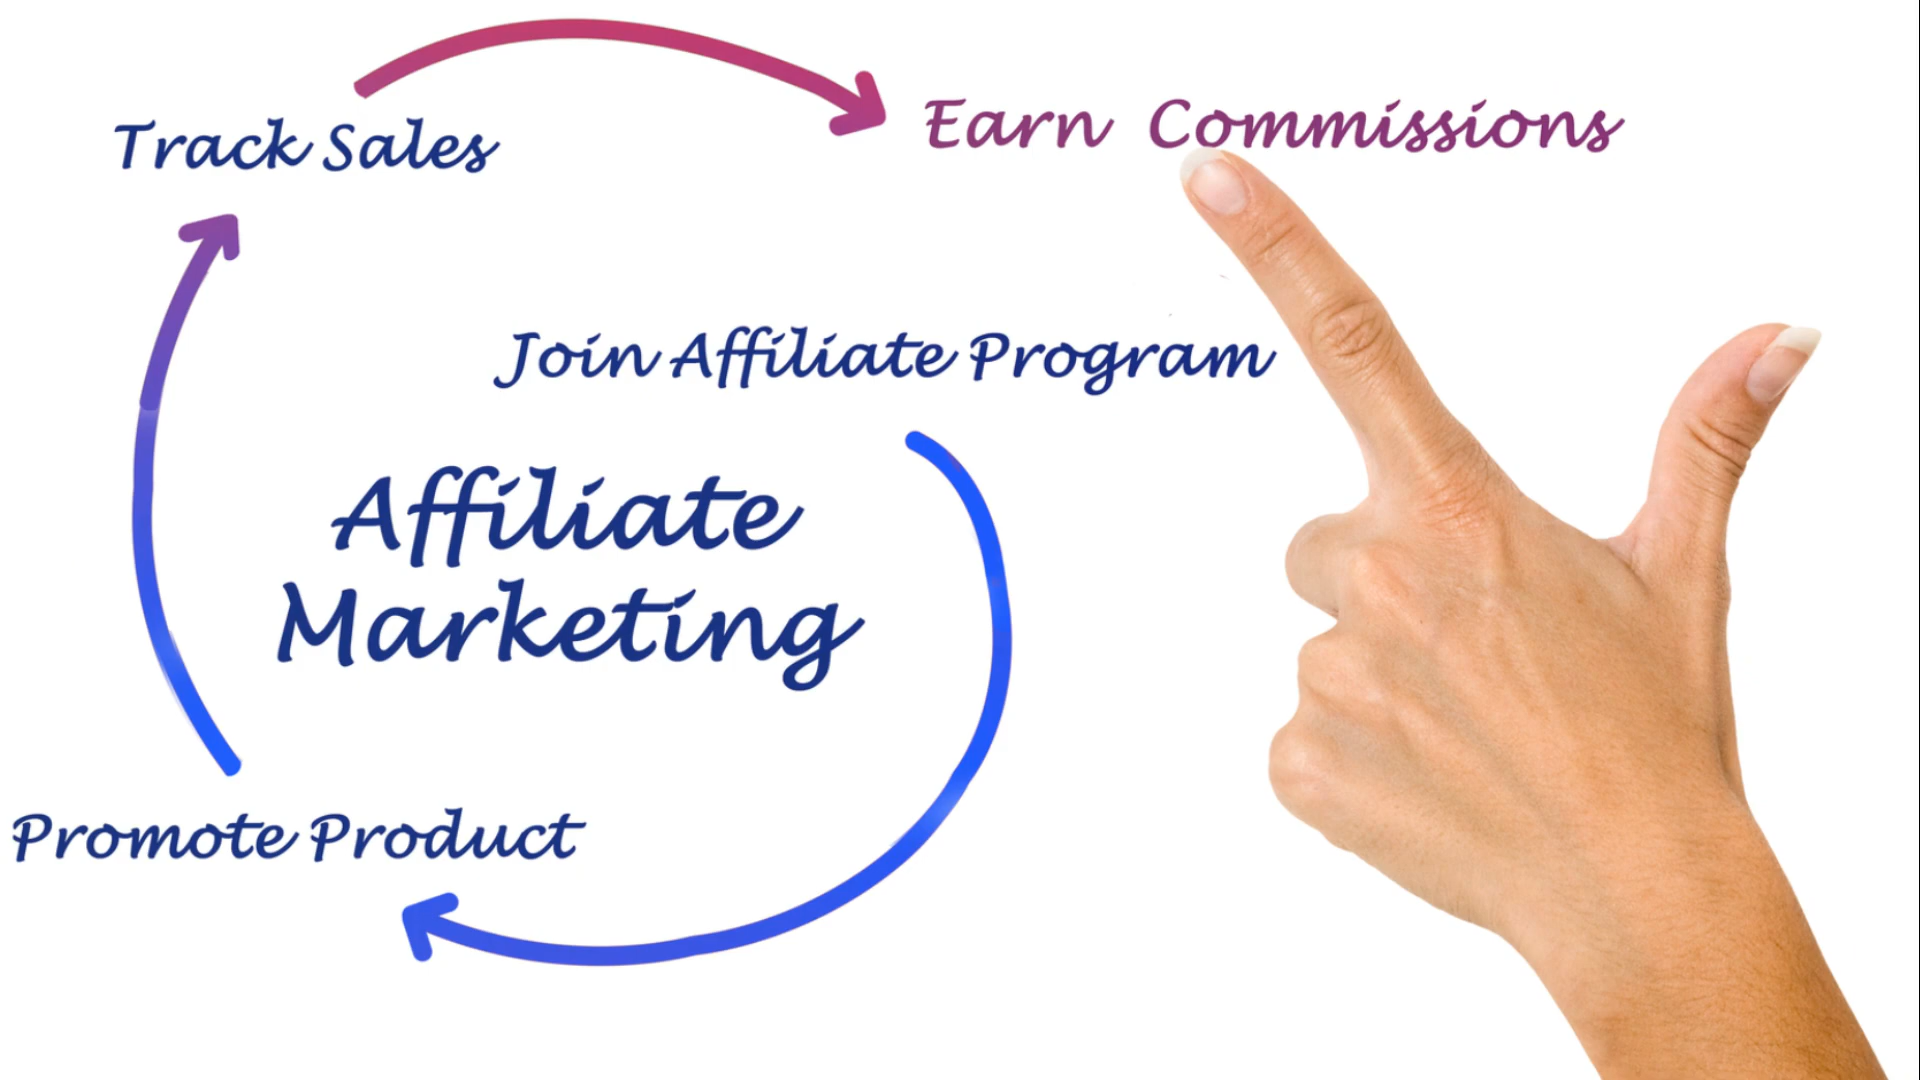 Track Sales
Earn Commissions
Join Affiliate Program
Affiliate
Marketing
Promote Product